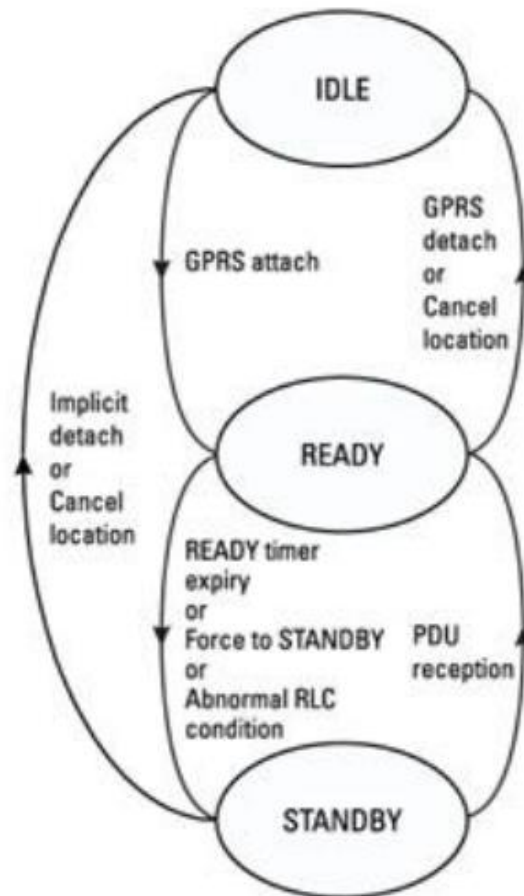 IDLE
GPRS attach
GPRS
detach
or
Cancel
location
Implicit
detach
or
Cancel
location
READY
READY timer
expiry
or
Force to STANDBY
or
Abnormal RLC
condition
PDU
reception
STANDBY